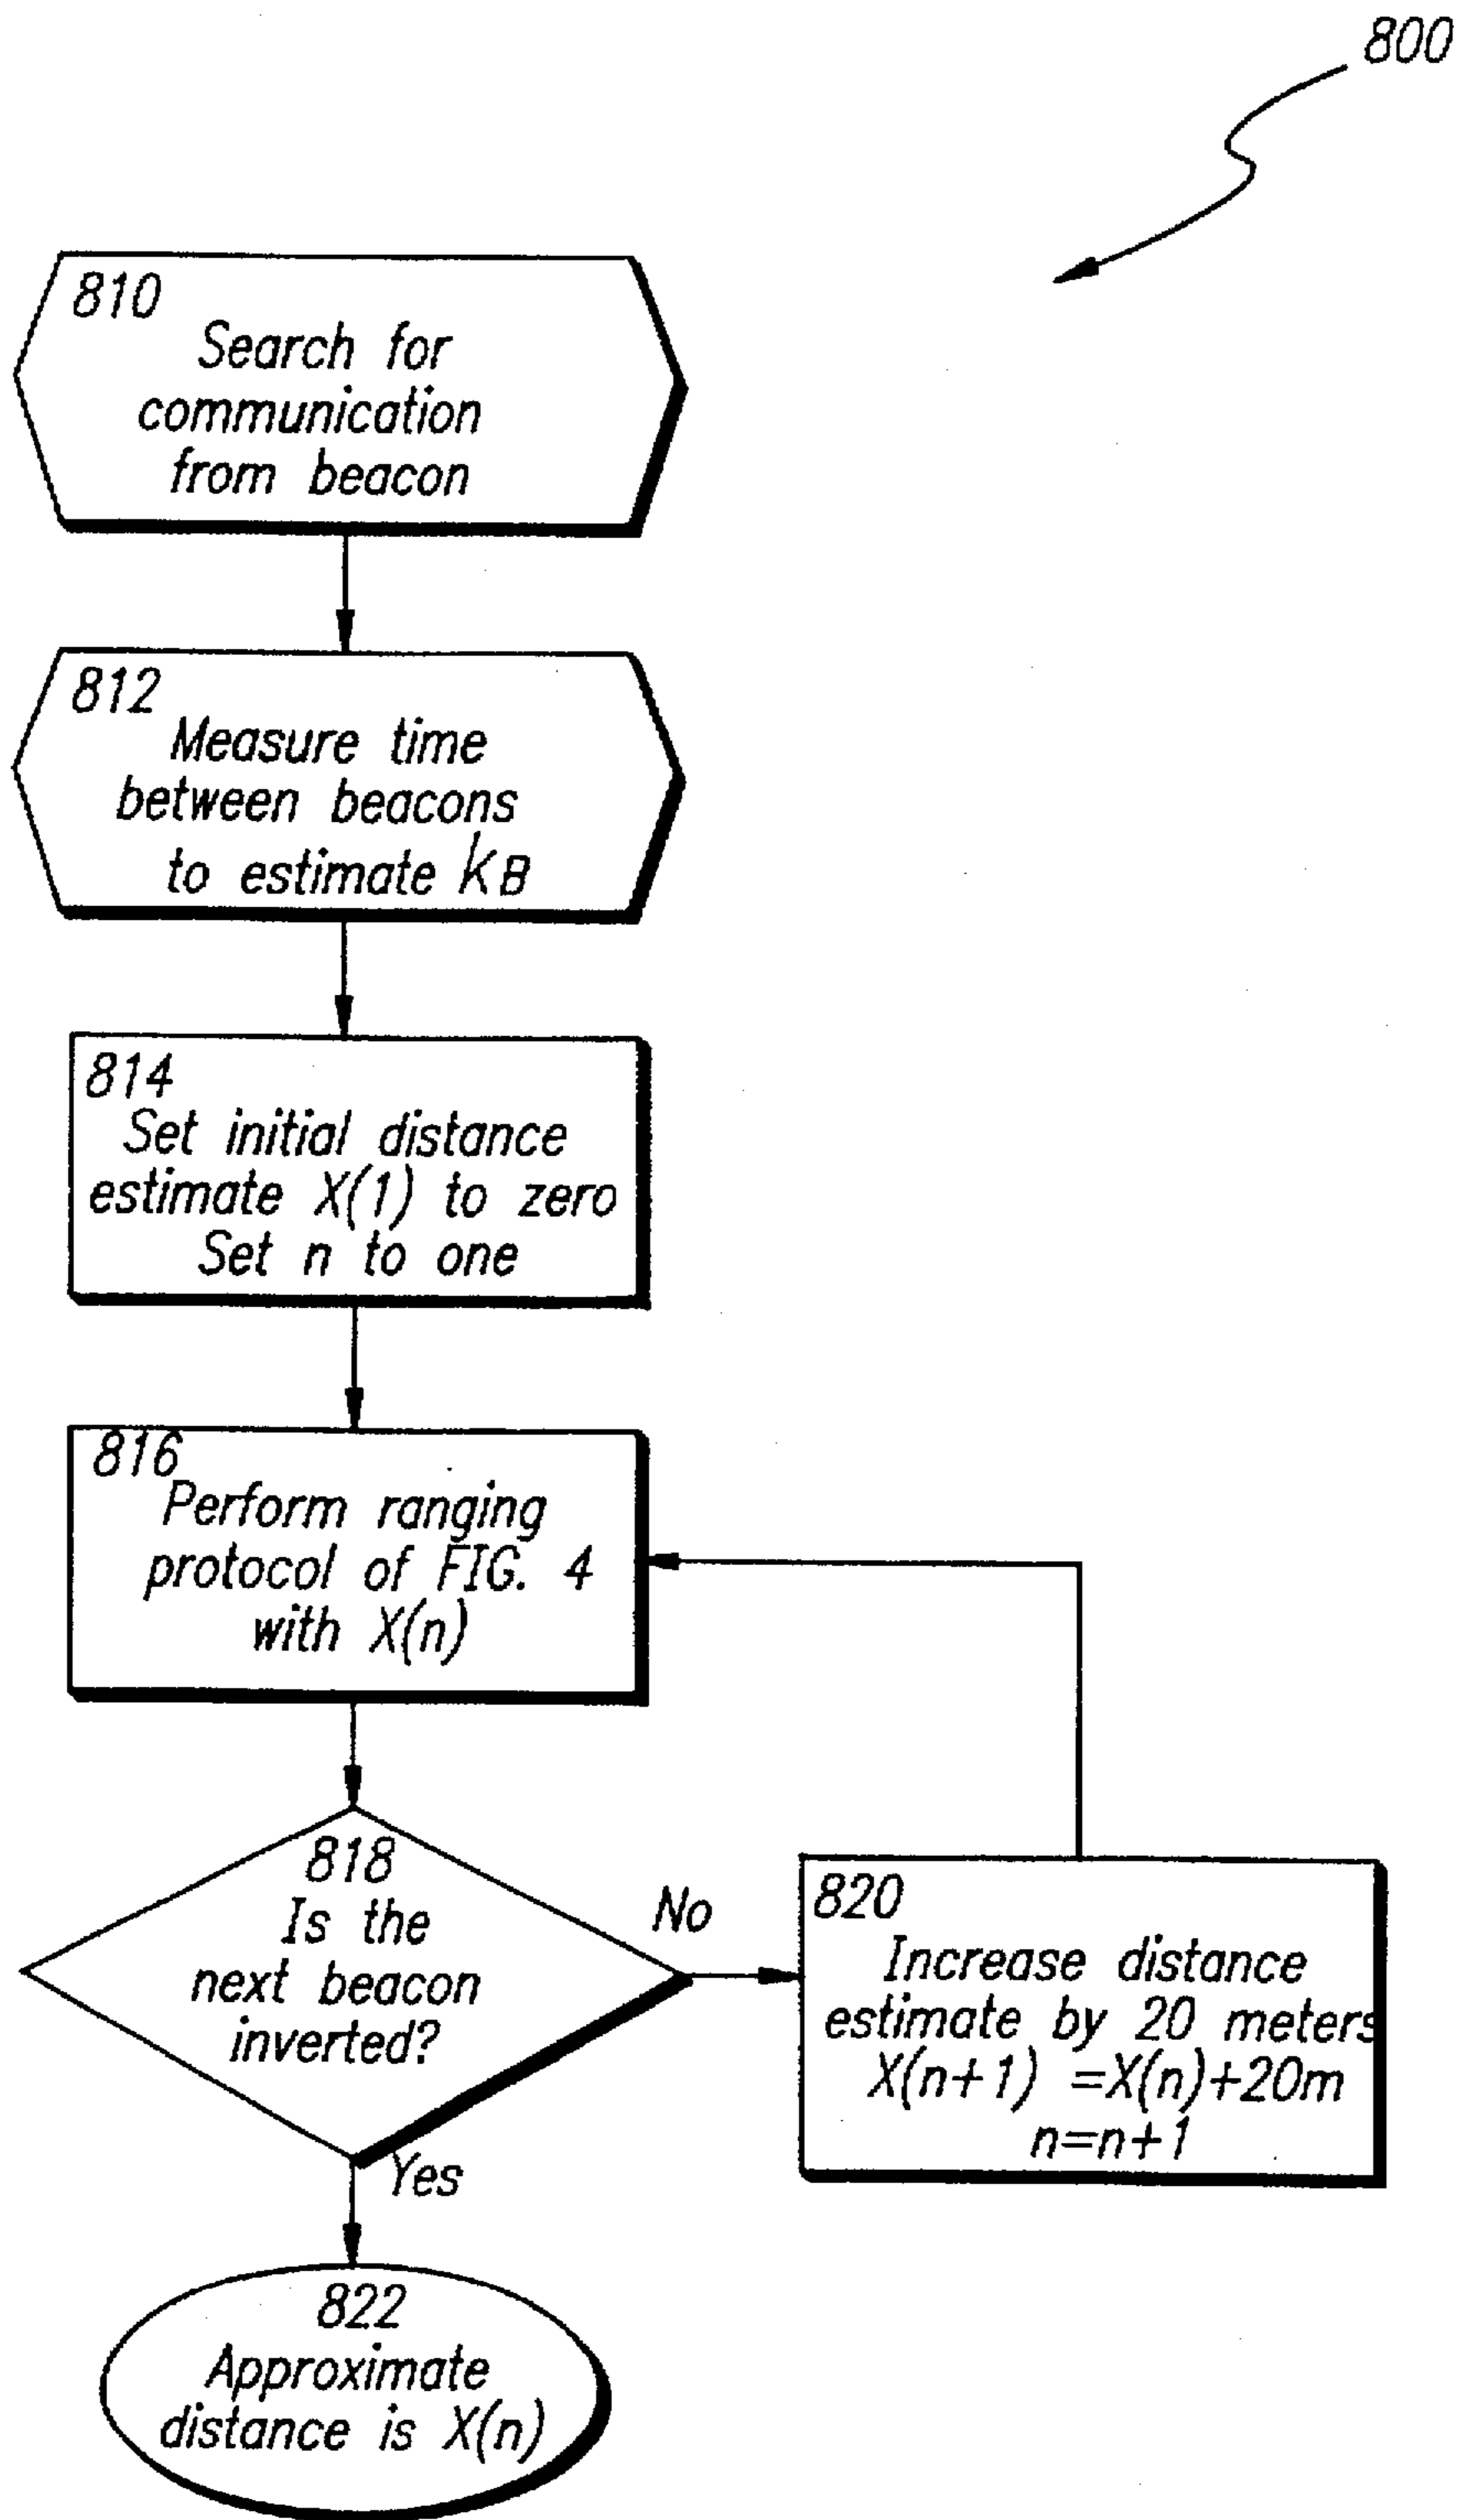 800
810
Search for
communication
from beacon
812
Measure time
between beacons
to estimate KB
814
Set initial distance
estimate X(1) to zero
Set n to one
816
Perform ranging
protocol of FIG. 4
with X(n)
818
Is the
next beacon
inverted?
No
820
Increase distance
estimate by 20 meters
X(n+1) =X(n)+20m
n=n+1
Yes
822
Approximate
distance is X(n)